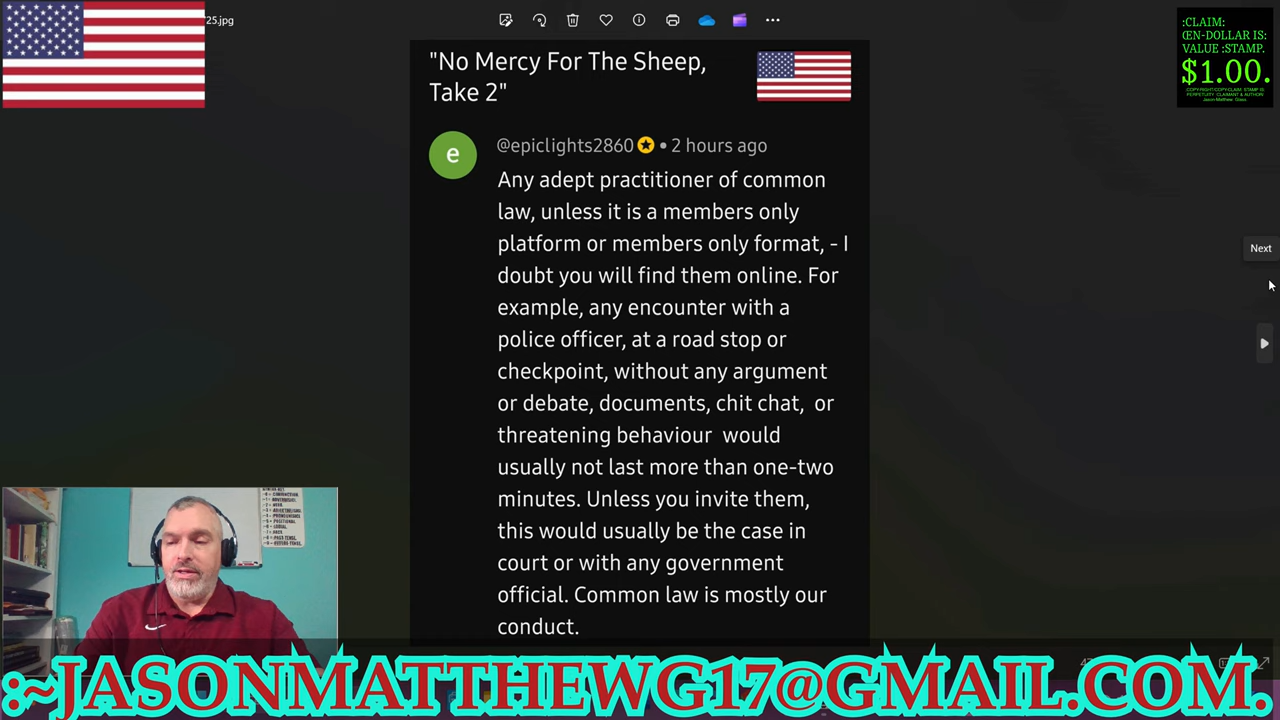 25.jpg
:CLAIM:
ŒN-DOLLAR IS:
VALUE :STAMP.
$1.00.
"No Mercy For The Sheep,
Take 2"
e
@epiclights2860 • 2 hours ago
Any adept practitioner of common
law, unless it is a members only
platform or members only format, - I
doubt you will find them online. For
example, any encounter with a
police officer, at a road stop or
checkpoint, without any argument
or debate, documents, chit chat,  or
threatening behaviour  would
usually not last more than one-two
minutes. Unless you invite them,
this would usually be the case in
court or with any government
official. Common law is mostly our
conduct.
Next
:~JASONMATTHEWG17@GMAIL.COM.